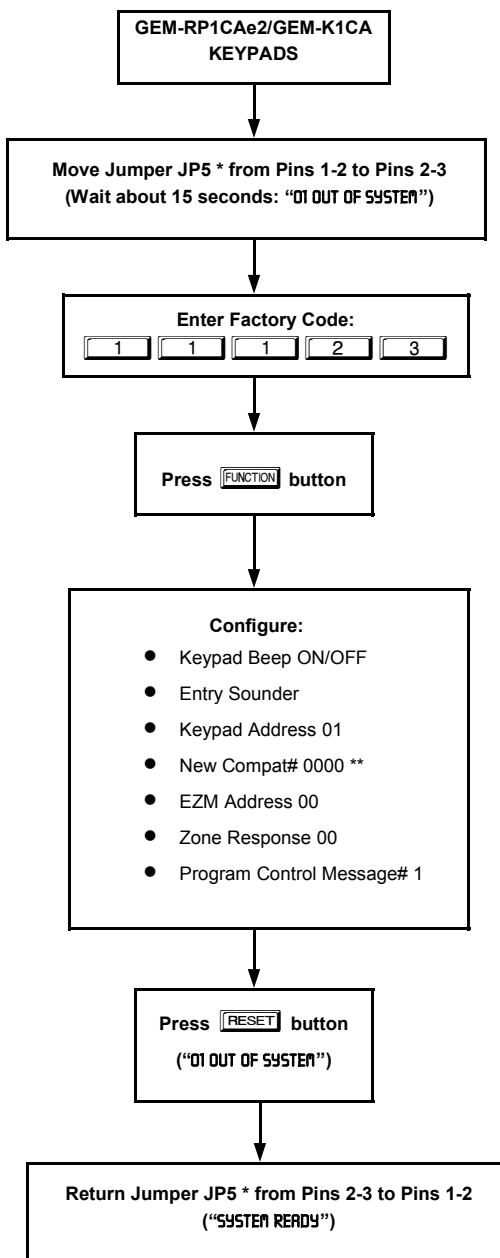 GEM-RP1CAe2/GEM-K1CA
KEYPADS
Move Jumper JP5 * from Pins 1-2 to Pins 2-3
(Wait about 15 seconds: “01 OUT OF SYSTEM”)
Enter Factory Code:
1 1 1 2 3
Press FUNCTION button
Configure:
● Keypad Beep ON/OFF
● Entry Sounder
● Keypad Address 01
● New Compat# 0000 **
● EZM Address 00
● Zone Response 00
● Program Control Message# 1
Press RESET button
(“01 OUT OF SYSTEM”)
Return Jumper JP5 * from Pins 2-3 to Pins 1-2
(“SYSTEM READY”)